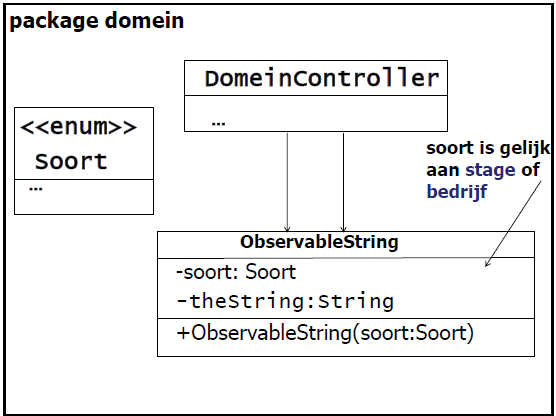 package domein
DomeinController
...
<<enum>>
Soort
...
soort is gelijk
aan stage of
bedrijf
ObservableString
-soort: Soort
-theString:String
+ObservableString(soort:Soort)